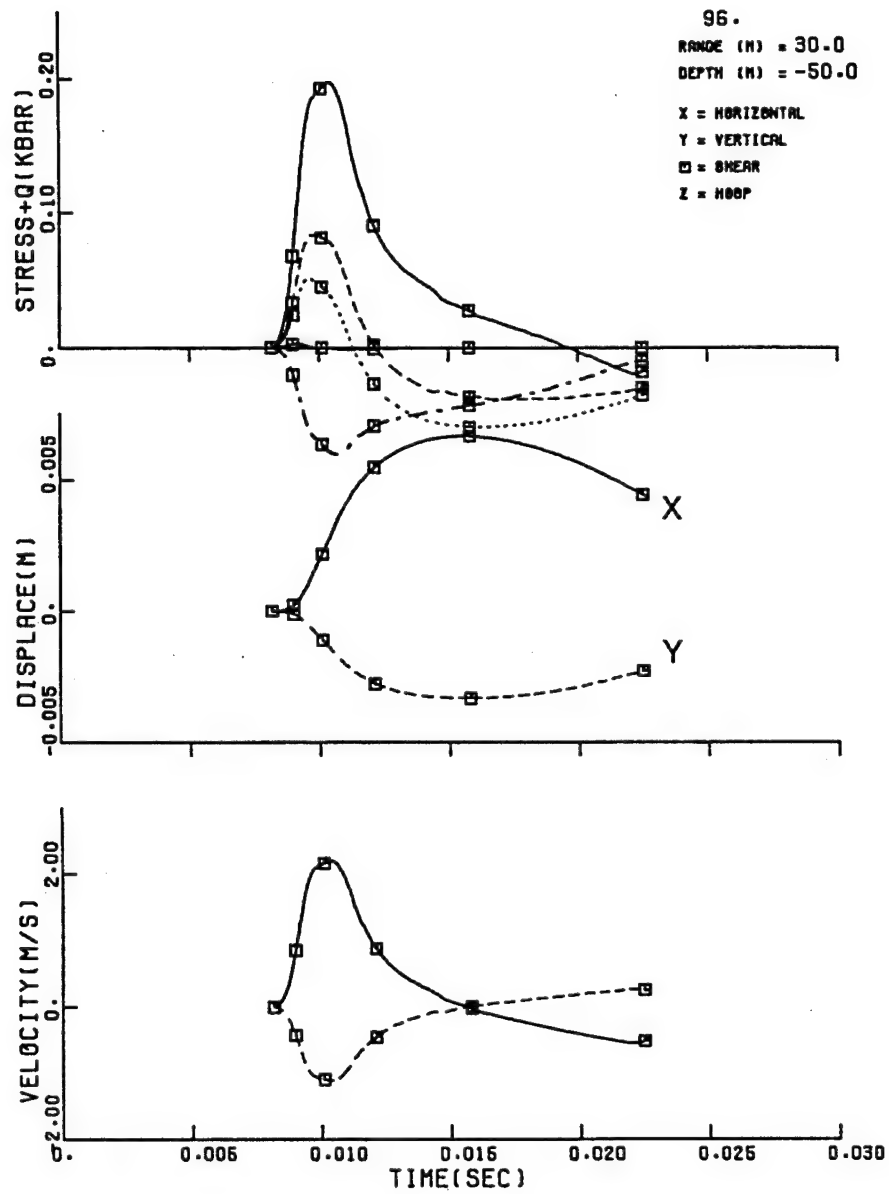 96.
RANGE (M) = 30.0
DEPTH (M) = -50.0
X = HORIZONTAL
Y = VERTICAL
= SHEAR
Z = HOOP
STRESS+Q(KBAR)
0.20
0.10
0.
DISPLACE(M)
0.005
0.
-0.005
X
Y
VELOCITY(M/S)
2.00
0.
-2.00
0. 0.005 0.010 0.015 0.020 0.025 0.030
TIME(SEC)